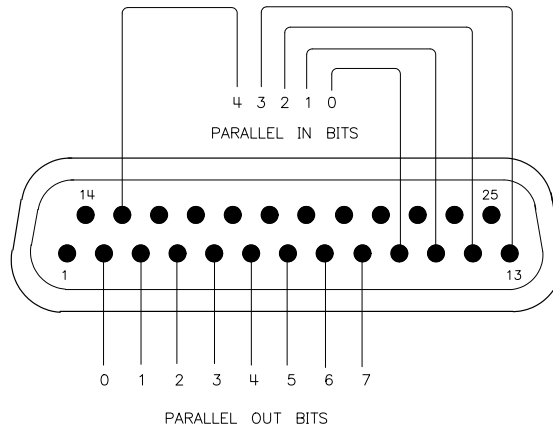 4 3 2 1 0
PARALLEL IN BITS
14 25
1 13
0 1 2 3 4 5 6 7
PARALLEL OUT BITS